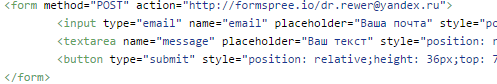 <form method="POST" action="http://formspree.io/dr.rewer@yandex.ru">
<input type="email" name="email" placeholder="Ваша почта" style="po
<textarea name="message" placeholder="Ваш текст" style="position: r
<button type="submit" style="position: relative;height: 36px;top: 7
</form>